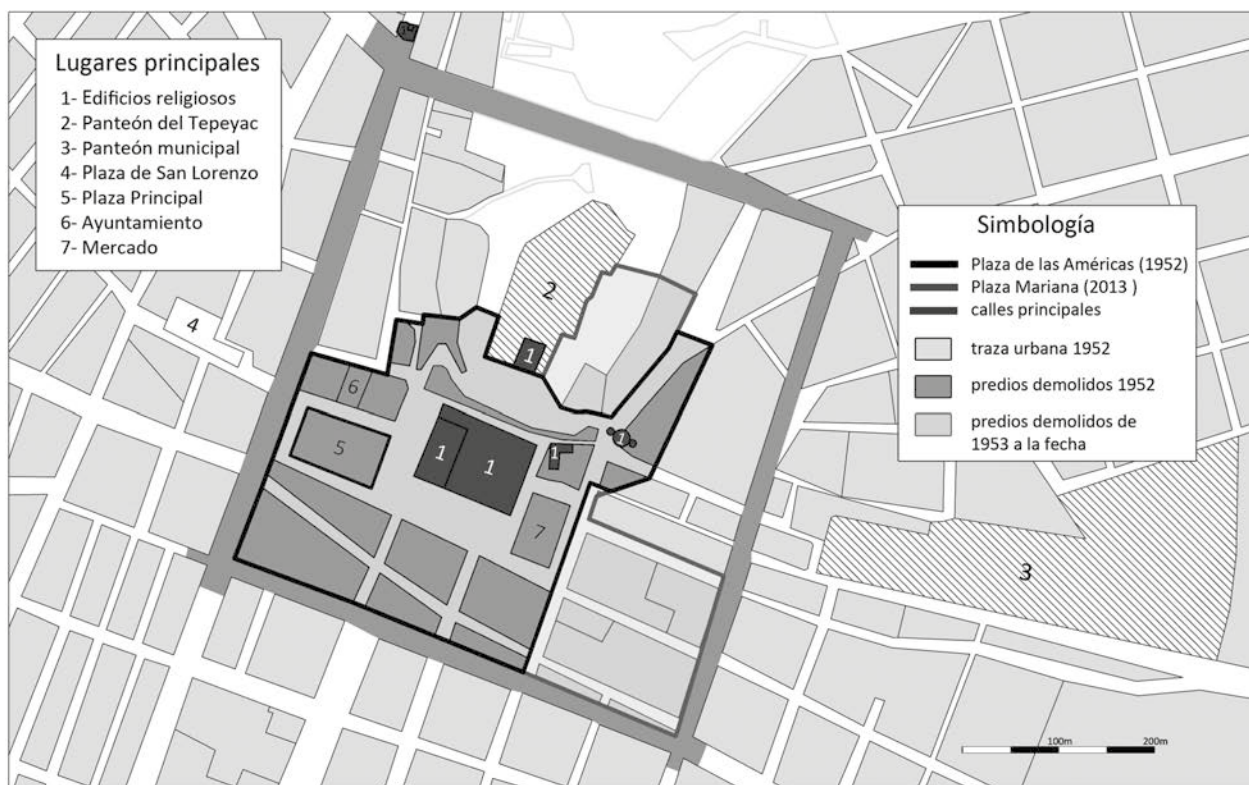 Lugares principales
1- Edificios religiosos
2- Panteón del Tepeyac
3- Panteón municipal
4- Plaza de San Lorenzo
5- Plaza Principal
6- Ayuntamiento
7- Mercado
Simbología
Plaza de las Américas (1952)
Plaza Mariana (2013 )
calles principales
traza urbana 1952
predios demolidos 1952
predios demolidos de
1953 a la fecha
2
4
1
6
5
1
1
1
1
7
3
100m
200m